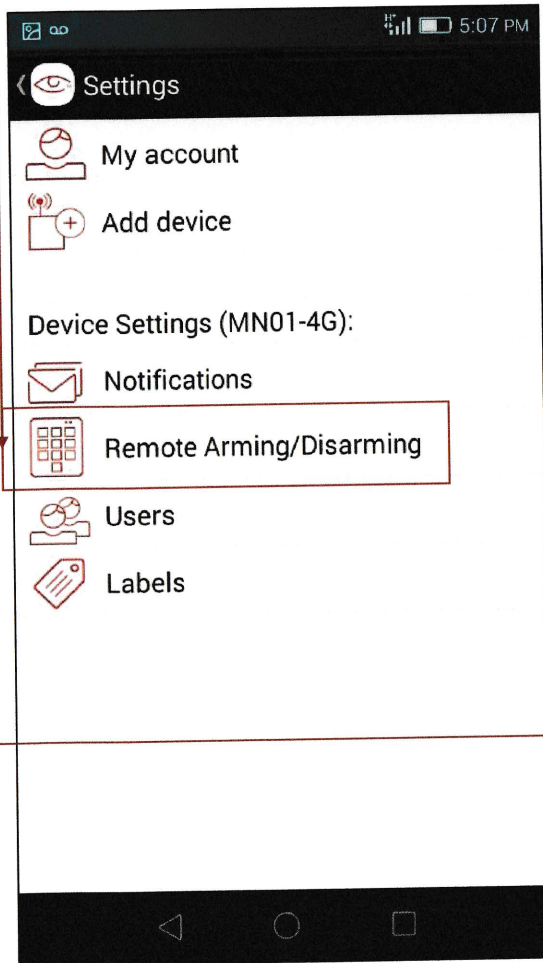 H+ 5:07 PM
Settings
My account
Add device
Device Settings (MN01-4G):
Notifications
Remote Arming/Disarming
Users
Labels